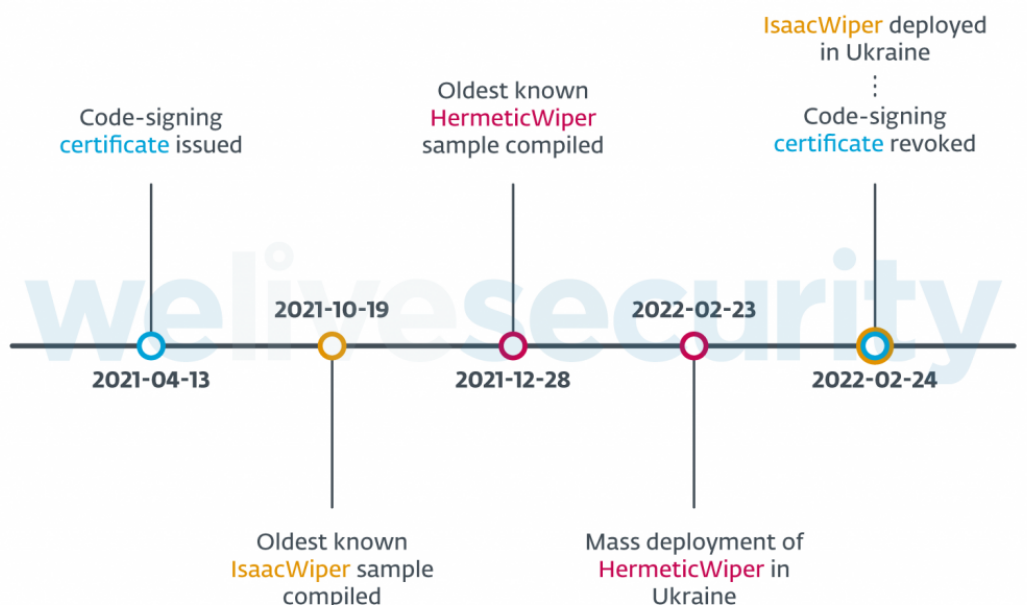 IsaacWiper deployed
in Ukraine
Code-signing
certificate revoked
Oldest known
HermeticWiper
sample compiled
Code-signing
certificate issued
welivesecurity
2021-10-19
2022-02-23
2021-04-13
2021-12-28
2022-02-24
Oldest known
IsaacWiper sample
compiled
Mass deployment of
HermeticWiper in
Ukraine